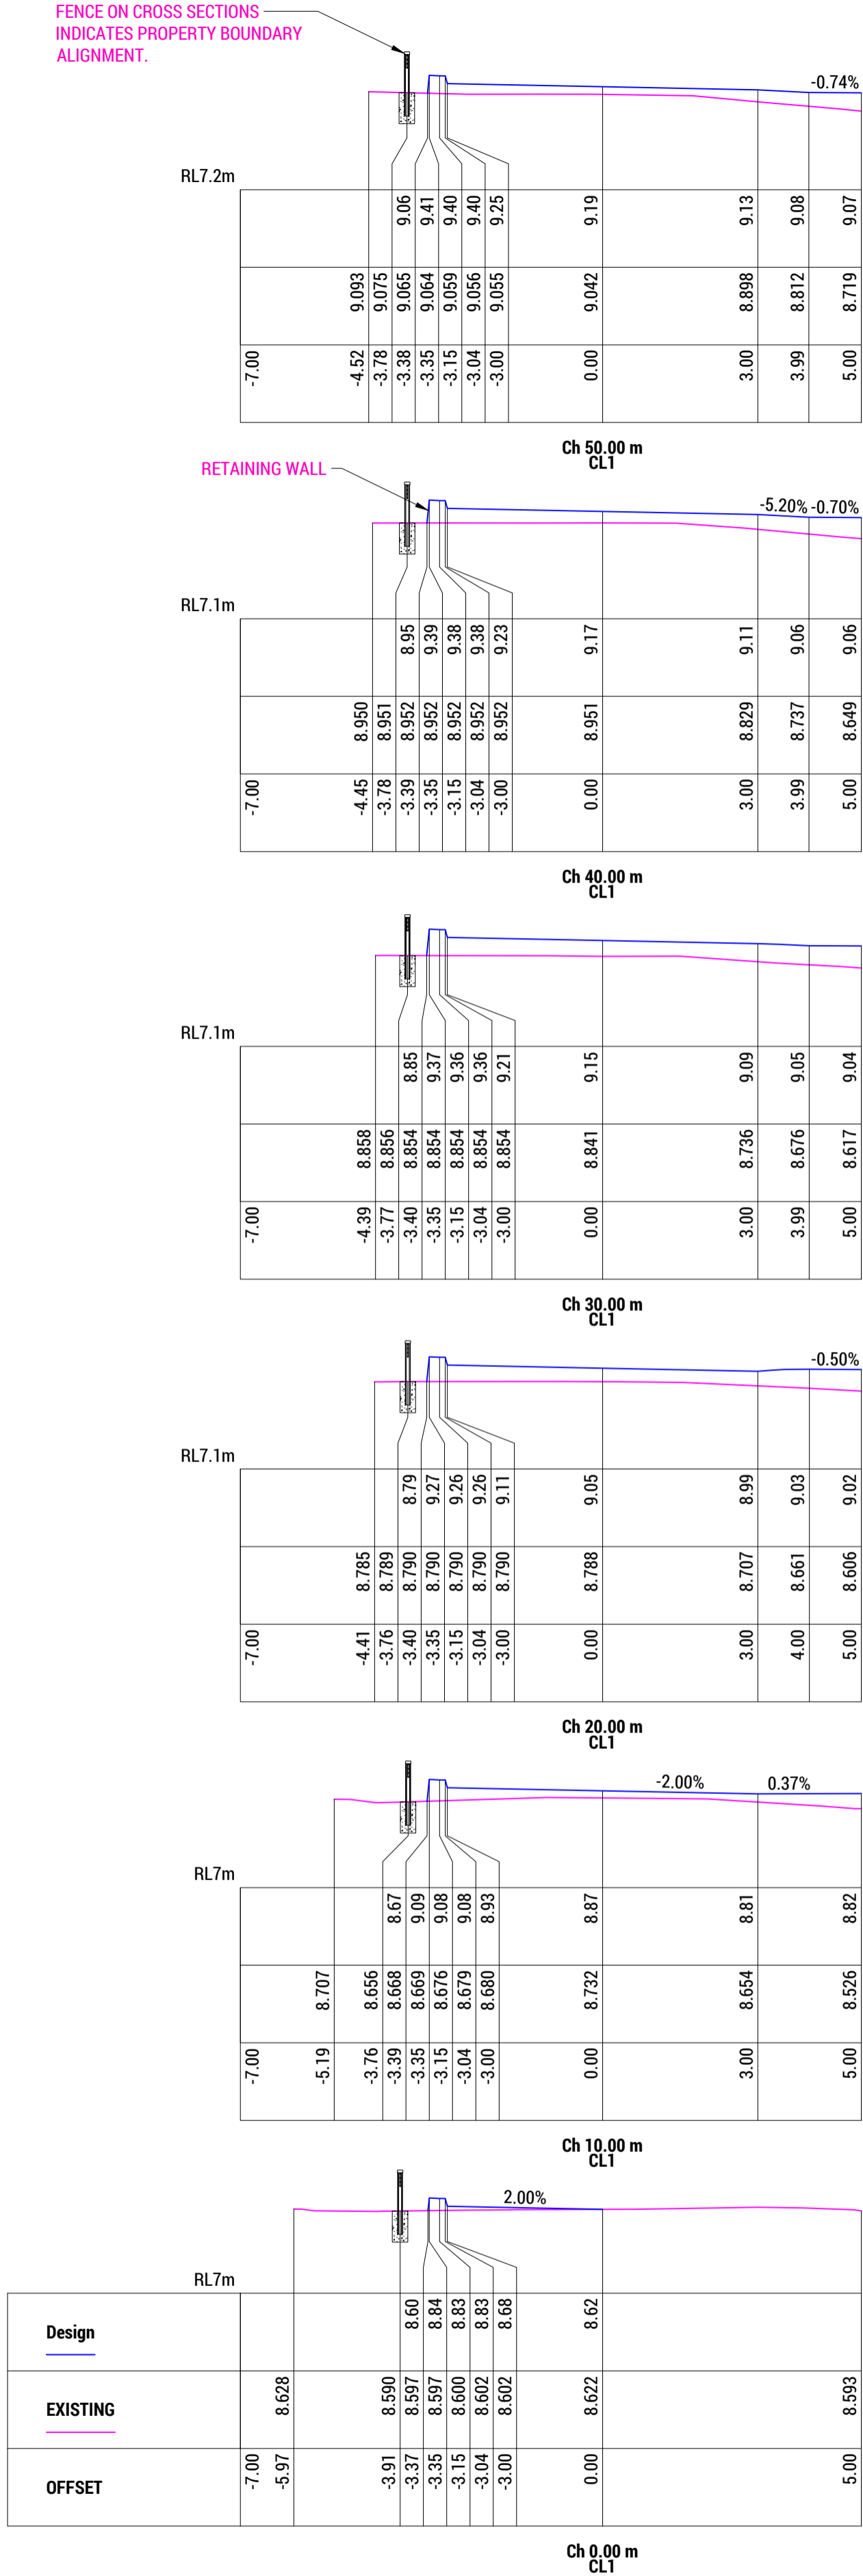 FENCE ON CROSS SECTIONS
INDICATES PROPERTY BOUNDARY
ALIGNMENT.
-0.74%
RL7.2m
9.06 9.41 9.40 9.40 9.25 9.19 9.13 9.08 9.07
9.093 9.075 9.065 9.064 9.059 9.056 9.055 9.042 8.898 8.812 8.719
-7.00 -4.52 -3.78 -3.38 -3.35 -3.15 -3.04 -3.00 0.00 3.00 3.99 5.00
Ch 50.00 m
CL1
RETAINING WALL
-5.20% -0.70%
RL7.1m
8.95 9.39 9.38 9.38 9.23 9.17 9.11 9.06 9.06
8.950 8.951 8.952 8.952 8.952 8.952 8.952 8.951 8.829 8.737 8.649
-7.00 -4.45 -3.78 -3.39 -3.35 -3.15 -3.04 -3.00 0.00 3.00 3.99 5.00
Ch 40.00 m
CL1
RL7.1m
8.85 9.37 9.36 9.36 9.21 9.15 9.09 9.05 9.04
8.858 8.856 8.854 8.854 8.854 8.854 8.854 8.841 8.736 8.676 8.617
-7.00 -4.39 -3.77 -3.40 -3.35 -3.15 -3.04 -3.00 0.00 3.00 3.99 5.00
Ch 30.00 m
CL1
-0.50%
RL7.1m
8.79 9.27 9.26 9.26 9.11 9.05 8.99 9.03 9.02
8.785 8.789 8.790 8.790 8.790 8.790 8.790 8.788 8.707 8.661 8.606
-7.00 -4.41 -3.76 -3.40 -3.35 -3.15 -3.04 -3.00 0.00 3.00 4.00 5.00
Ch 20.00 m
CL1
-2.00% 0.37%
RL7m
8.67 9.09 9.08 9.08 8.93 8.87 8.81 8.82
8.707 8.656 8.668 8.669 8.676 8.679 8.680 8.732 8.654 8.526
-7.00 -5.19 -3.76 -3.39 -3.35 -3.15 -3.04 -3.00 0.00 3.00 5.00
Ch 10.00 m
CL1
2.00%
RL7m
Design 8.60 8.84 8.83 8.83 8.68 8.62
EXISTING 8.628 8.590 8.597 8.597 8.600 8.602 8.602 8.622 8.593
OFFSET -7.00 -5.97 -3.91 -3.37 -3.35 -3.15 -3.04 -3.00 0.00 5.00
Ch 0.00 m
CL1